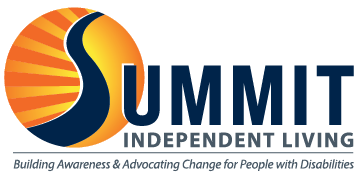 SUMMIT
INDEPENDENT LIVING
Building Awareness & Advocating Change for People with Disabilities